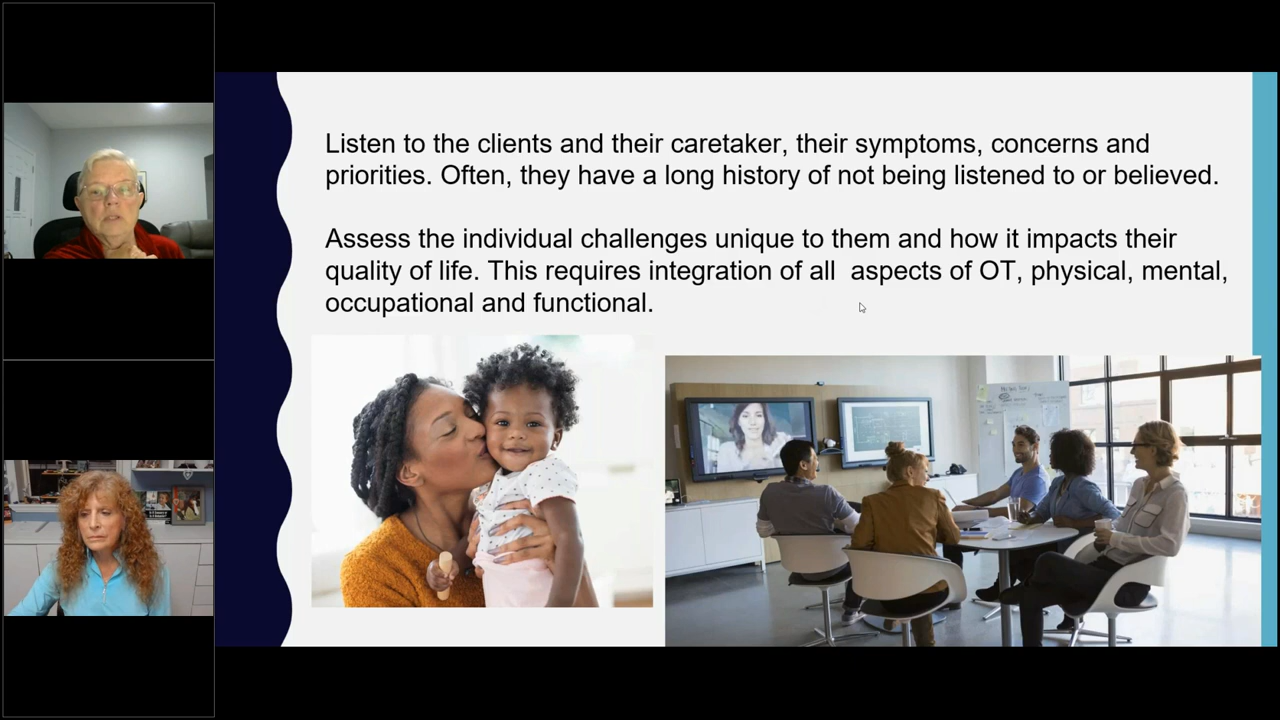 Listen to the clients and their caretaker, their symptoms, concerns and
priorities. Often, they have a long history of not being listened to or believed.
Assess the individual challenges unique to them and how it impacts their
quality of life. This requires integration of all  aspects of OT, physical, mental,
occupational and functional.